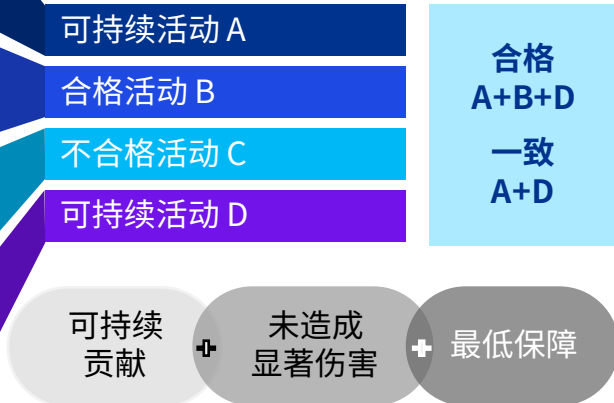 可持续活动 A
合格活动 B
不合格活动 C
可持续活动 D
合格
A+B+D
一致
A+D
可持续
贡献
+
未造成
显著伤害
+
最低保障